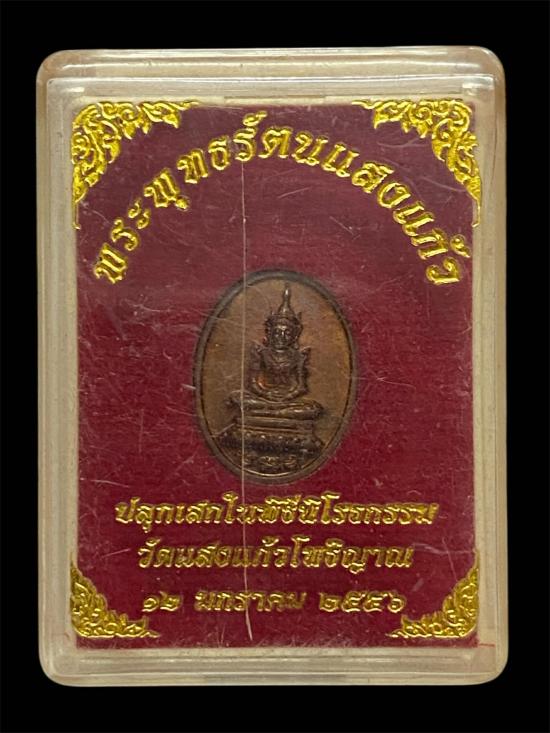 พระพุทธรัตนแสงแก้ว
ปลุกเสกในพิธีนิโรธกรรม
วัดแสงแก้วโพธิญาณ
๑๒ มกราคม ๒๕๕๖